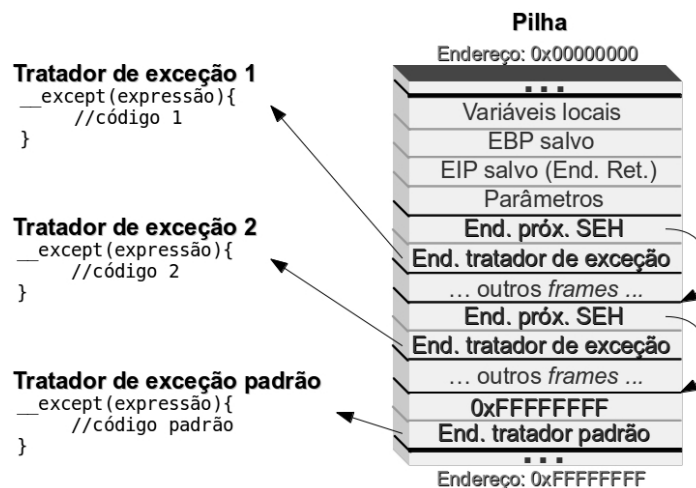 Pilha
Endereço: 0x00000000
Tratador de exceção 1
__except(expressão){
//código 1
}
Tratador de exceção 2
__except(expressão){
//código 2
}
Tratador de exceção padrão
__except(expressão){
//código padrão
}
...
Variáveis locais
EBP salvo
EIP salvo (End. Ret.)
Parâmetros
End. próx. SEH
End. tratador de exceção
... outros frames ...
End. próx. SEH
End. tratador de exceção
... outros frames ...
0xFFFFFFFF
End. tratador padrão
...
Endereço: 0xFFFFFFFF